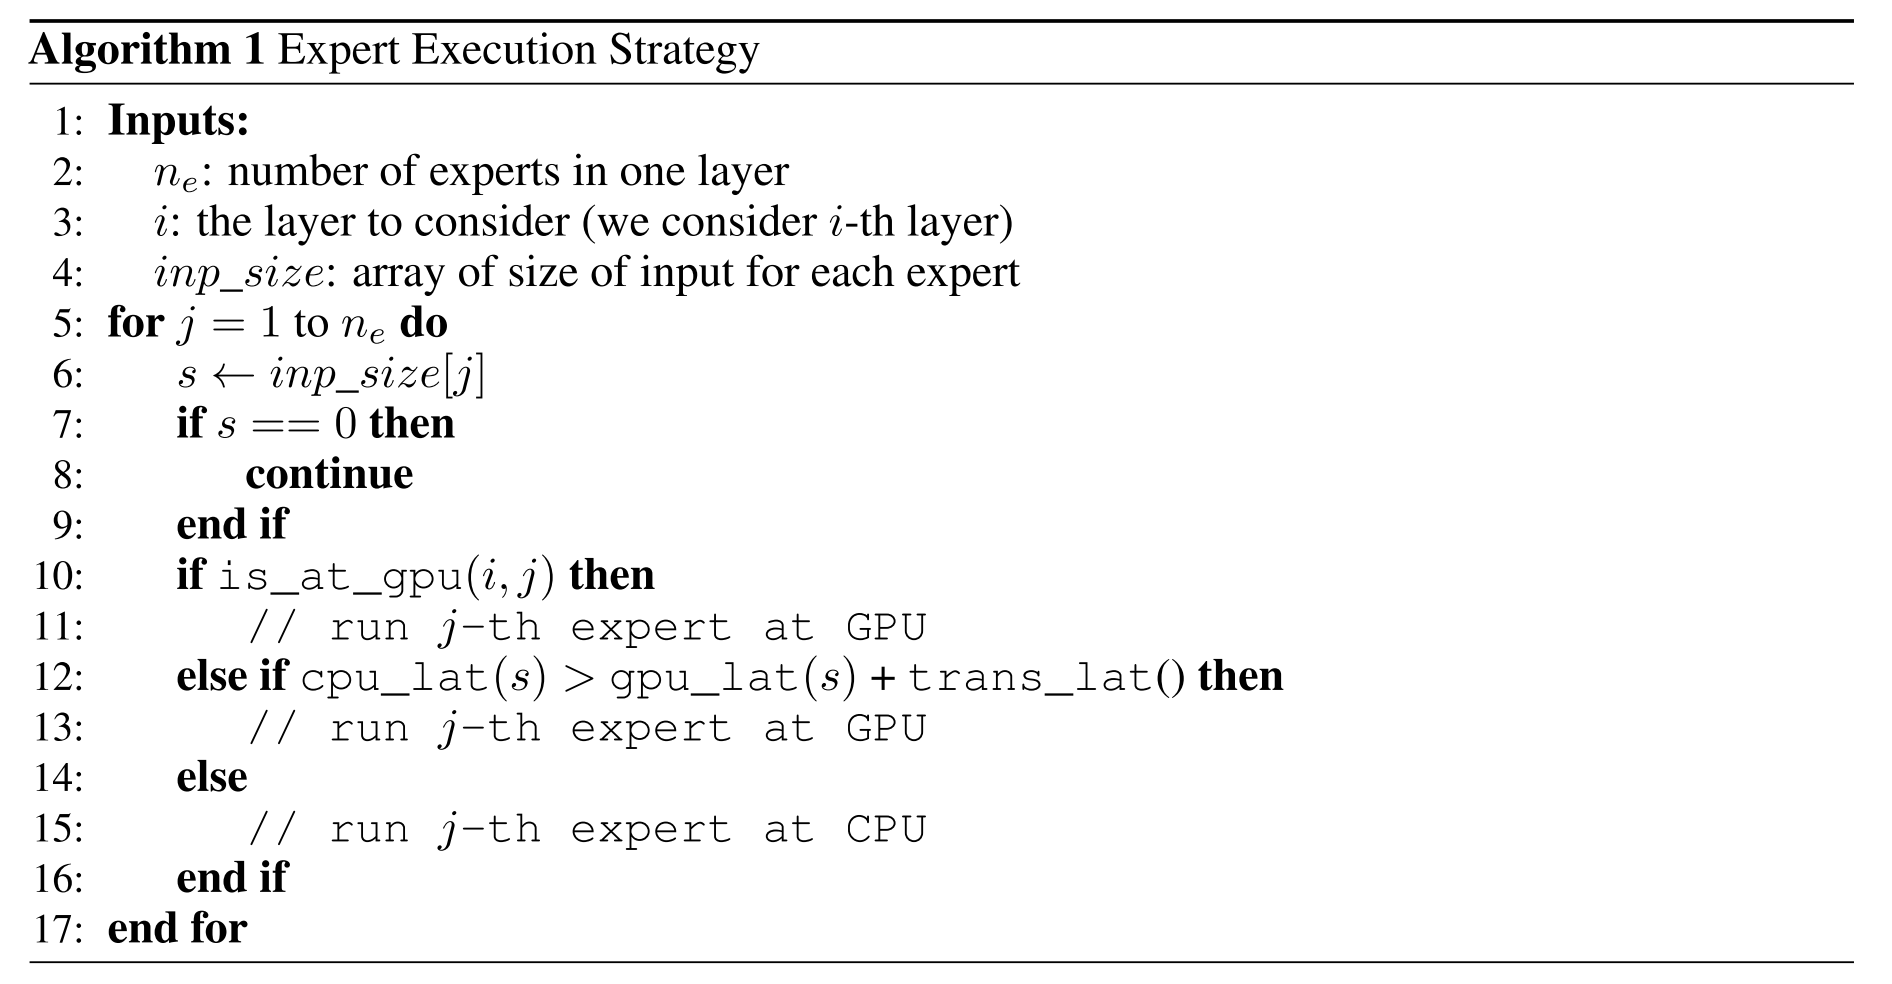 Algorithm 1 Expert Execution Strategy
1: Inputs:
2: n_e: number of experts in one layer
3: i: the layer to consider (we consider i-th layer)
4: inp_size: array of size of input for each expert
5: for j = 1 to n_e do
6: s ← inp_size[j]
7: if s == 0 then
8: continue
9: end if
10: if is_at_gpu(i, j) then
11: // run j-th expert at GPU
12: else if cpu_lat(s) > gpu_lat(s) + trans_lat() then
13: // run j-th expert at GPU
14: else
15: // run j-th expert at CPU
16: end if
17: end for